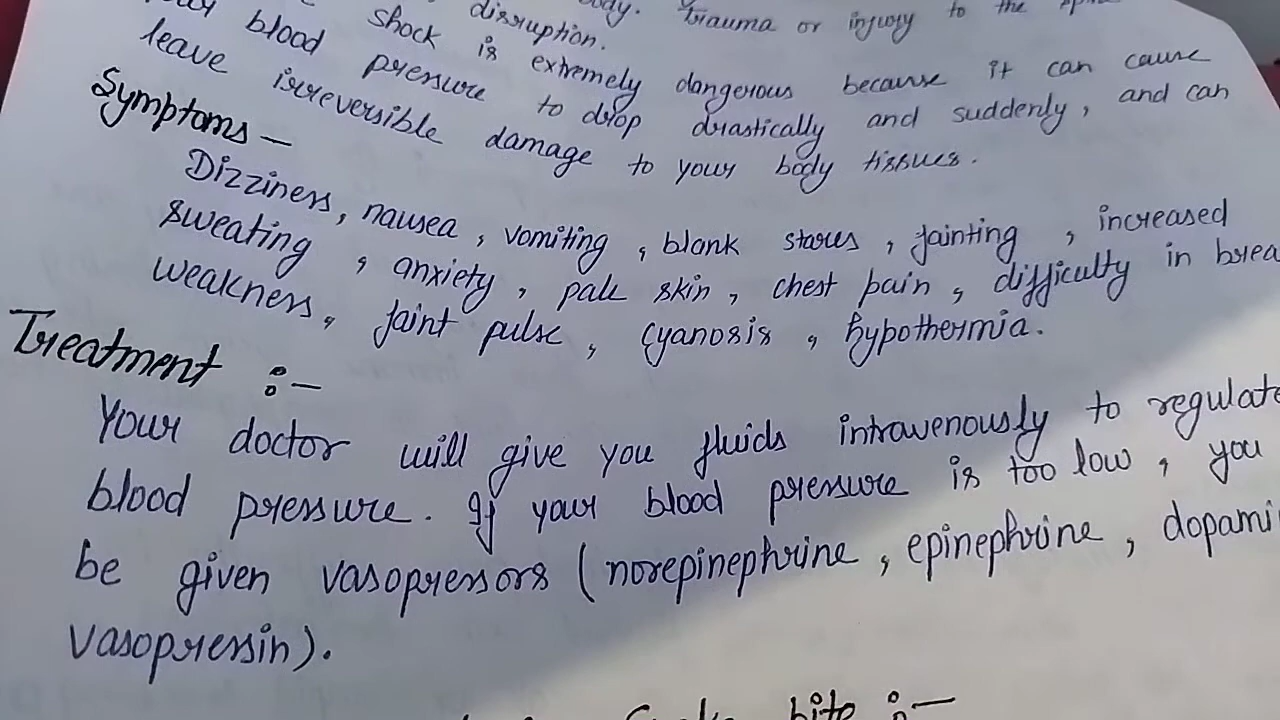 disruption. Trauma or injury to the
shock is extremely dangerous because it can cause
blood pressure to drop drastically and suddenly, and can
leave irreversible damage to your body tissues.
Symptoms —
Dizziness, nausea, vomiting, blank stares, fainting, increased
sweating, anxiety, pale skin, chest pain, difficulty in
weakness, faint pulse, cyanosis, hypothermia.
Treatment :-
Your doctor will give you fluids intravenously to regulate
blood pressure. If your blood pressure is too low, you
be given vasopressors (norepinephrine, epinephrine,
vasopressin).
bite :-